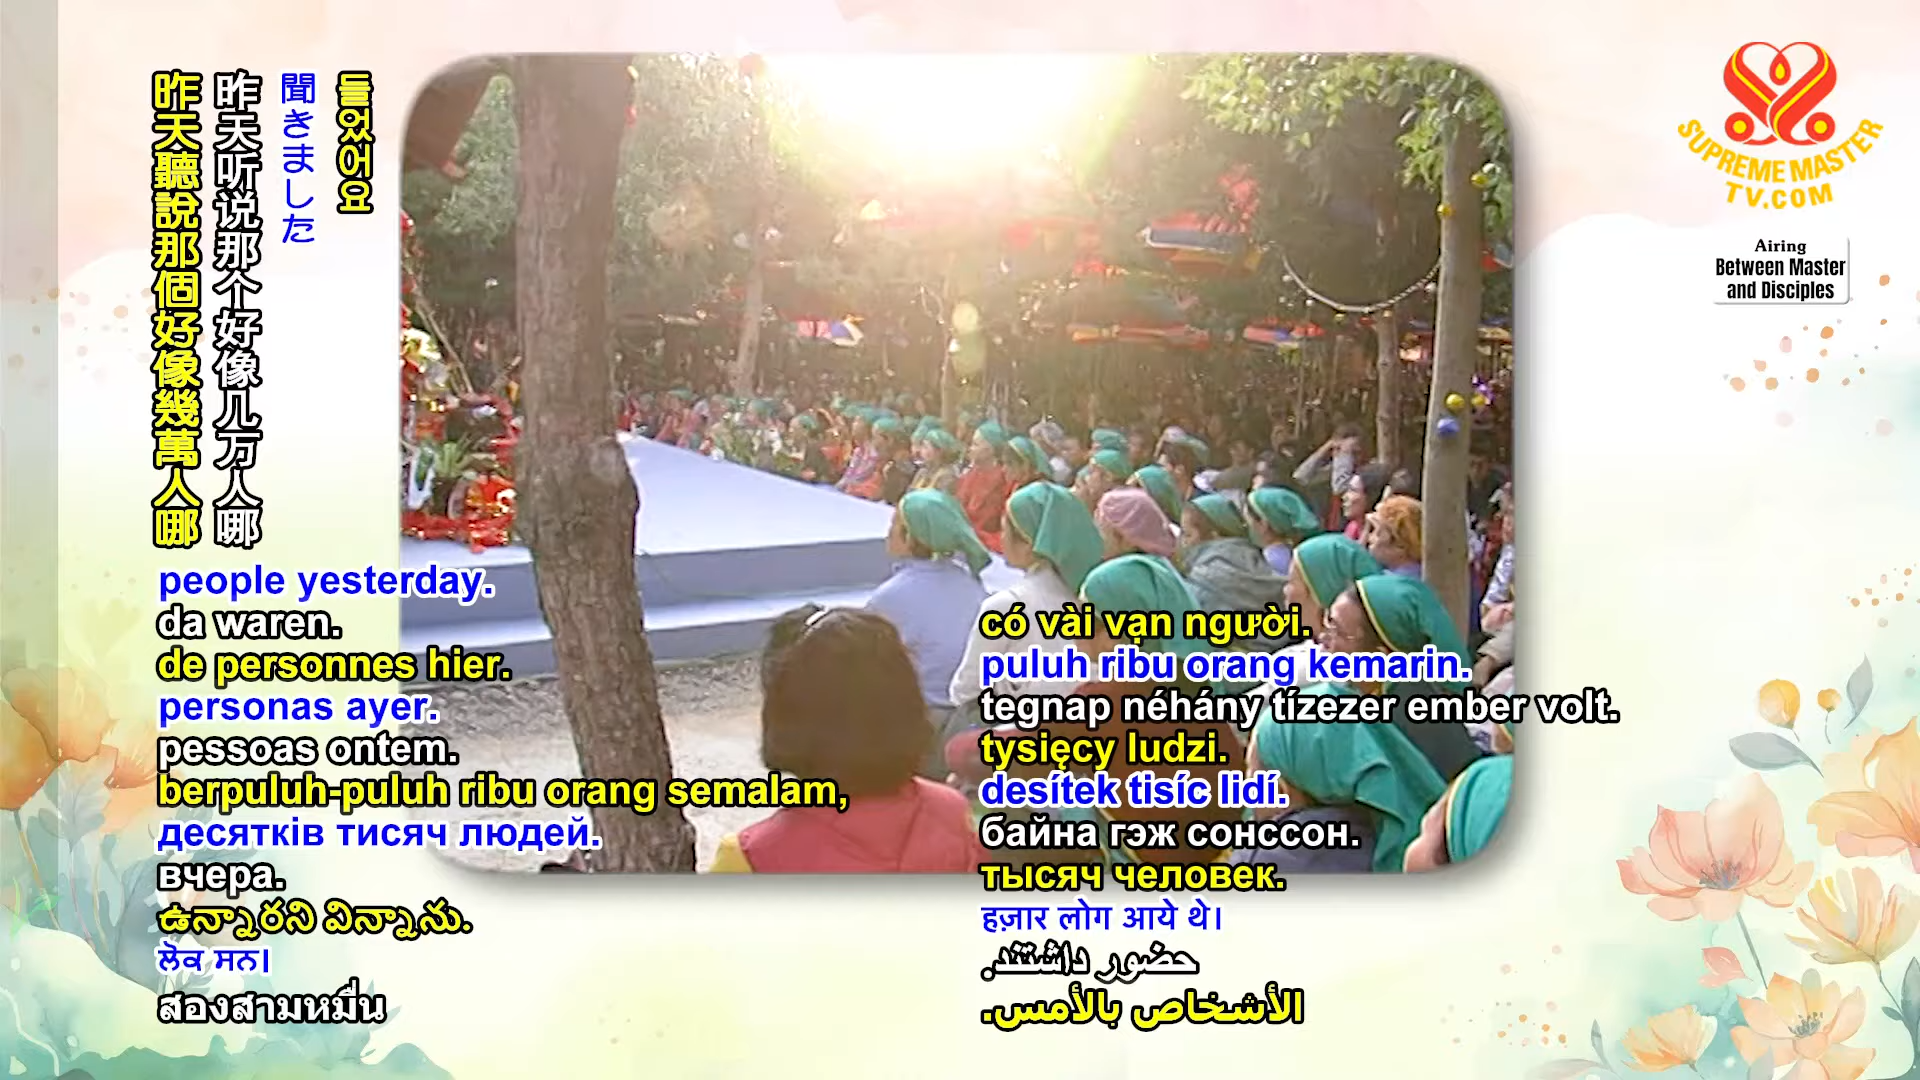 昨天聽說那個好像幾萬人哪
昨天听说那个好像几万人哪
聞きました
들었어요
people yesterday.
da waren.
de personnes hier.
personas ayer.
pessoas ontem.
berpuluh-puluh ribu orang semalam,
десятків тисяч людей.
вчера.
ఉన్నారని విన్నాను.
ਲੋਕ ਸਨ।
สองสามหมื่น
có vài vạn người.
puluh ribu orang kemarin.
tegnap néhány tízezer ember volt.
tysięcy ludzi.
desítek tisíc lidí.
байна гэж сонссон.
тысяч человек.
हज़ार लोग आये थे।
حضور داشتند.
الأشخاص بالأمس.
SUPREME MASTER
TV.COM
Airing
Between Master
and Disciples